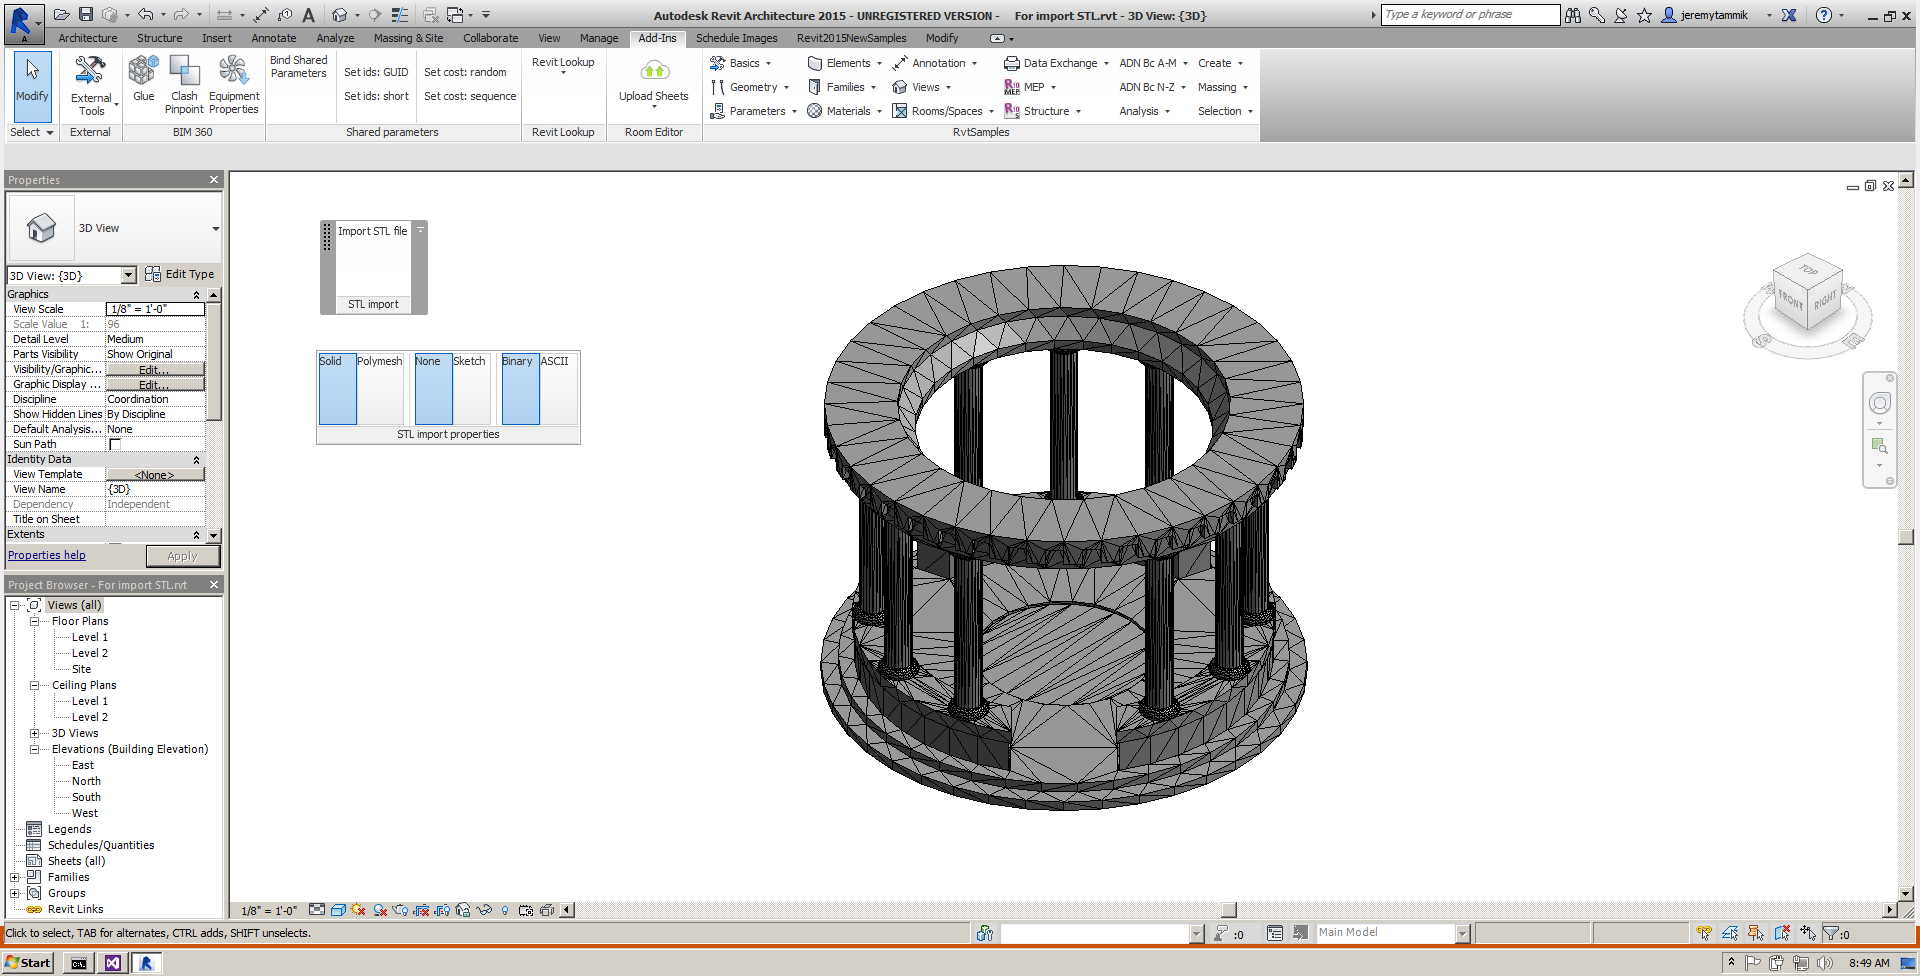 Autodesk Revit Architecture 2015 - UNREGISTERED VERSION - For import STL.rvt - 3D View: {3D}
Type a keyword or phrase
jeremytammik
Architecture Structure Insert Annotate Analyze Massing & Site Collaborate View Manage Add-Ins Schedule Images Revit2015NewSamples Modify
Modify
Select
External Tools
External
Glue
Clash Pinpoint
Equipment Properties
BIM 360
Bind Shared Parameters
Set ids: GUID
Set ids: short
Set cost: random
Set cost: sequence
Shared parameters
Revit Lookup
Revit Lookup
Upload Sheets
Room Editor
Basics Elements Annotation Data Exchange ADN Bc A-M Create
Geometry Families Views MEP ADN Bc N-Z Massing
Parameters Materials Rooms/Spaces Structure Analysis Selection
RvtSamples
Properties
3D View
3D View: {3D} Edit Type
Graphics
View Scale 1/8" = 1'-0"
Scale Value 1: 96
Detail Level Medium
Parts Visibility Show Original
Visibility/Graphic... Edit...
Graphic Display ... Edit...
Discipline Coordination
Show Hidden Lines By Discipline
Default Analysis... None
Sun Path
Identity Data
View Template <None>
View Name {3D}
Dependency Independent
Title on Sheet
Extents
Properties help Apply
Project Browser - For import STL.rvt
Views (all)
Floor Plans
Level 1
Level 2
Site
Ceiling Plans
Level 1
Level 2
3D Views
Elevations (Building Elevation)
East
North
South
West
Legends
Schedules/Quantities
Sheets (all)
Families
Groups
Revit Links
Import STL file
STL import
Solid Polymesh None Sketch Binary ASCII
STL import properties
TOP
FRONT RIGHT
S E
1/8" = 1'-0"
Click to select, TAB for alternates, CTRL adds, SHIFT unselects.
:0
Main Model
:0
Start
8:49 AM